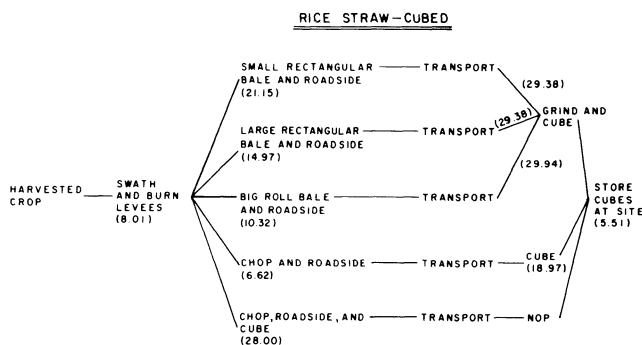 RICE STRAW-CUBED
SMALL RECTANGULAR
BALE AND ROADSIDE
(21.15)
TRANSPORT
(29.38)
LARGE RECTANGULAR
BALE AND ROADSIDE
(14.97)
TRANSPORT
(29.38)
GRIND AND
CUBE
(29.94)
HARVESTED
CROP
SWATH
AND BURN
LEVEES
(8.01)
BIG ROLL BALE
AND ROADSIDE
(10.32)
TRANSPORT
STORE
CUBES
AT SITE
(5.51)
CHOP AND ROADSIDE
(6.62)
TRANSPORT
CUBE
(18.97)
CHOP, ROADSIDE, AND
CUBE
(28.00)
TRANSPORT
NOP